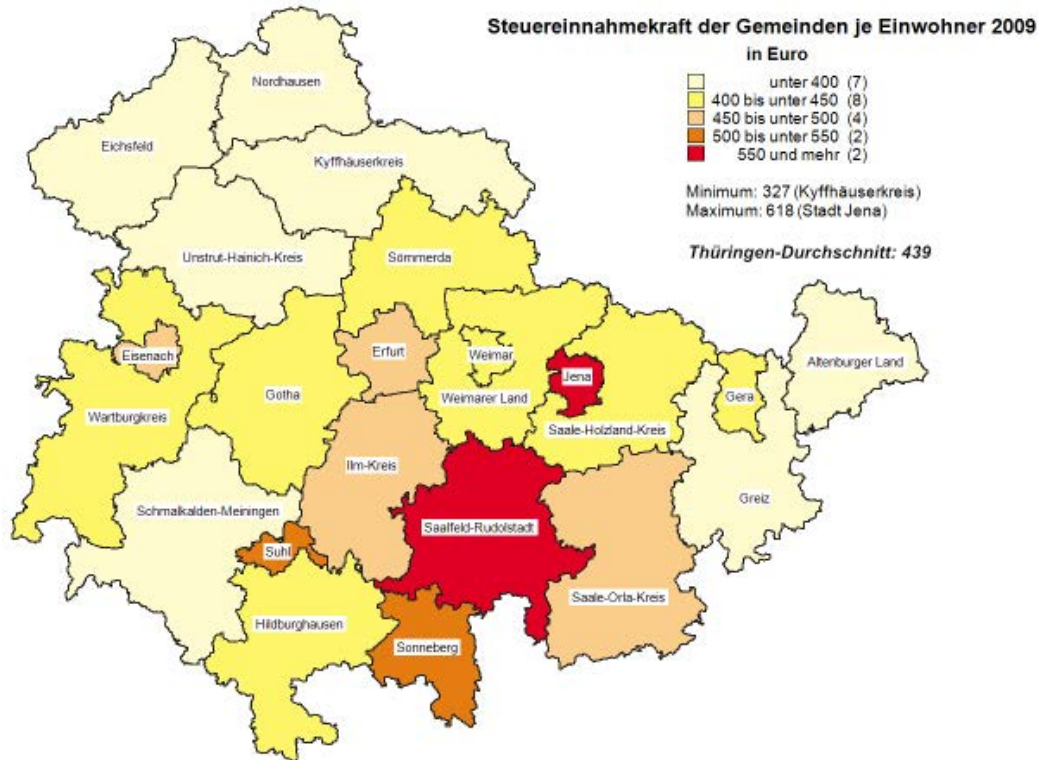 Steuereinnahmekraft der Gemeinden je Einwohner 2009
in Euro
unter 400 (7)
400 bis unter 450 (8)
450 bis unter 500 (4)
500 bis unter 550 (2)
550 und mehr (2)
Minimum: 327 (Kyffhäuserkreis)
Maximum: 618 (Stadt Jena)
Thüringen-Durchschnitt: 439
Nordhausen
Eichsfeld
Kyffhäuserkreis
Unstrut-Hainich-Kreis
Sömmerda
Eisenach
Erfurt
Weimar
Jena
Altenburger Land
Gotha
Weimarer Land
Gera
Wartburgkreis
Saale-Holzland-Kreis
Ilm-Kreis
Greiz
Schmalkalden-Meiningen
Saalfeld-Rudolstadt
Suhl
Saale-Orla-Kreis
Hildburghausen
Sonneberg